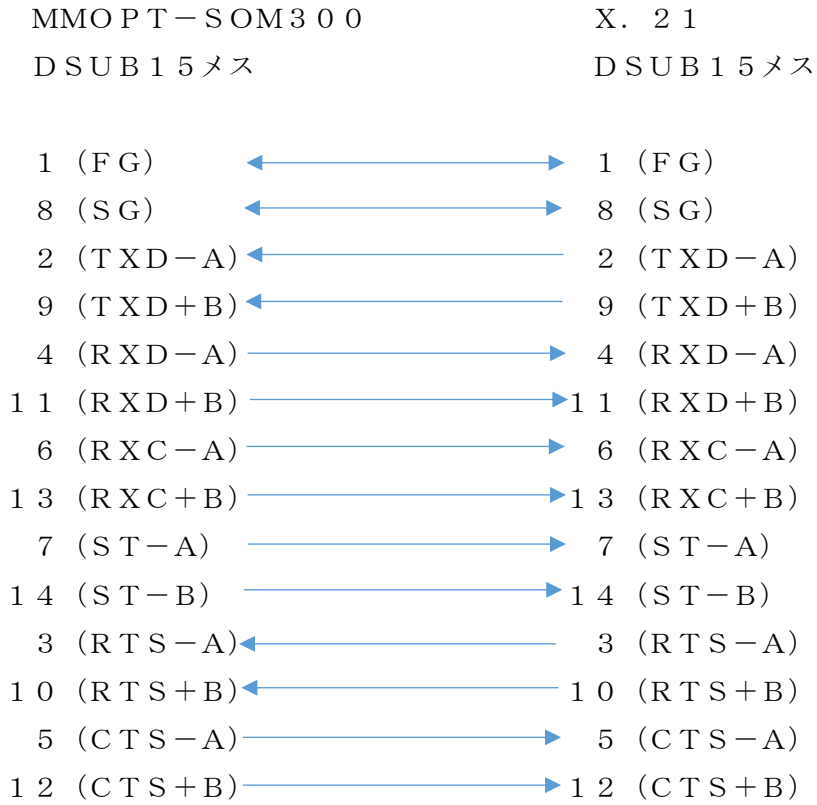 MMOPT－SOM300 X．21
DSUB15メス DSUB15メス
1（FG） 1（FG）
8（SG） 8（SG）
2（TXD－A） 2（TXD－A）
9（TXD＋B） 9（TXD＋B）
4（RXD－A） 4（RXD－A）
11（RXD＋B） 11（RXD＋B）
6（RXC－A） 6（RXC－A）
13（RXC＋B） 13（RXC＋B）
7（ST－A） 7（ST－A）
14（ST－B） 14（ST－B）
3（RTS－A） 3（RTS－A）
10（RTS＋B） 10（RTS＋B）
5（CTS－A） 5（CTS－A）
12（CTS＋B） 12（CTS＋B）